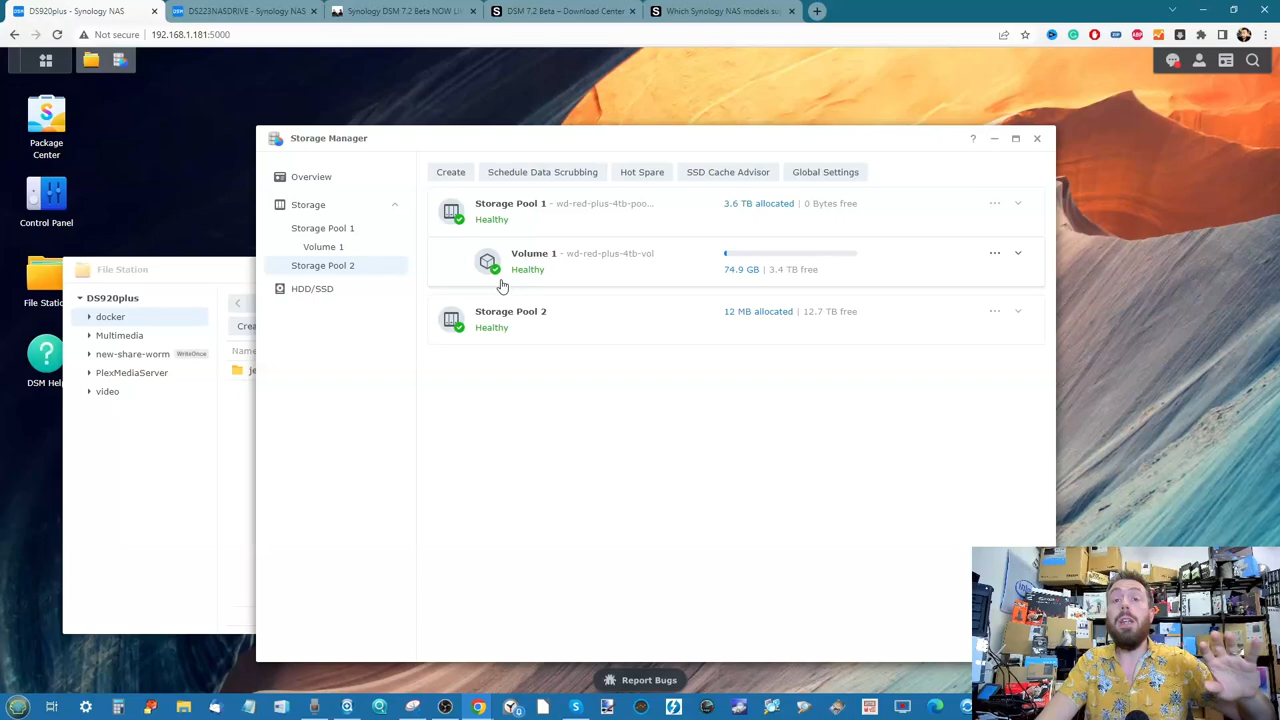 DS920plus - Synology NAS
DS223NASDRIVE - Synology NAS
Synology DSM 7.2 Beta NOW LI
DSM 7.2 Beta – Download Center
Which Synology NAS models su
Not secure
192.168.1.181:5000
Package
Center
Control Panel
File Stati
DSM Help
File Station
DS920plus
docker
Multimedia
new-share-worm WriteOnce
PlexMediaServer
video
Crea
Name
je
Storage Manager
Overview
Storage
Storage Pool 1
Volume 1
Storage Pool 2
HDD/SSD
Create
Schedule Data Scrubbing
Hot Spare
SSD Cache Advisor
Global Settings
Storage Pool 1 - wd-red-plus-4tb-poo...
3.6 TB allocated | 0 Bytes free
Healthy
Volume 1 - wd-red-plus-4tb-vol
Healthy
74.9 GB | 3.4 TB free
Storage Pool 2
12 MB allocated | 12.7 TB free
Healthy
Report Bugs